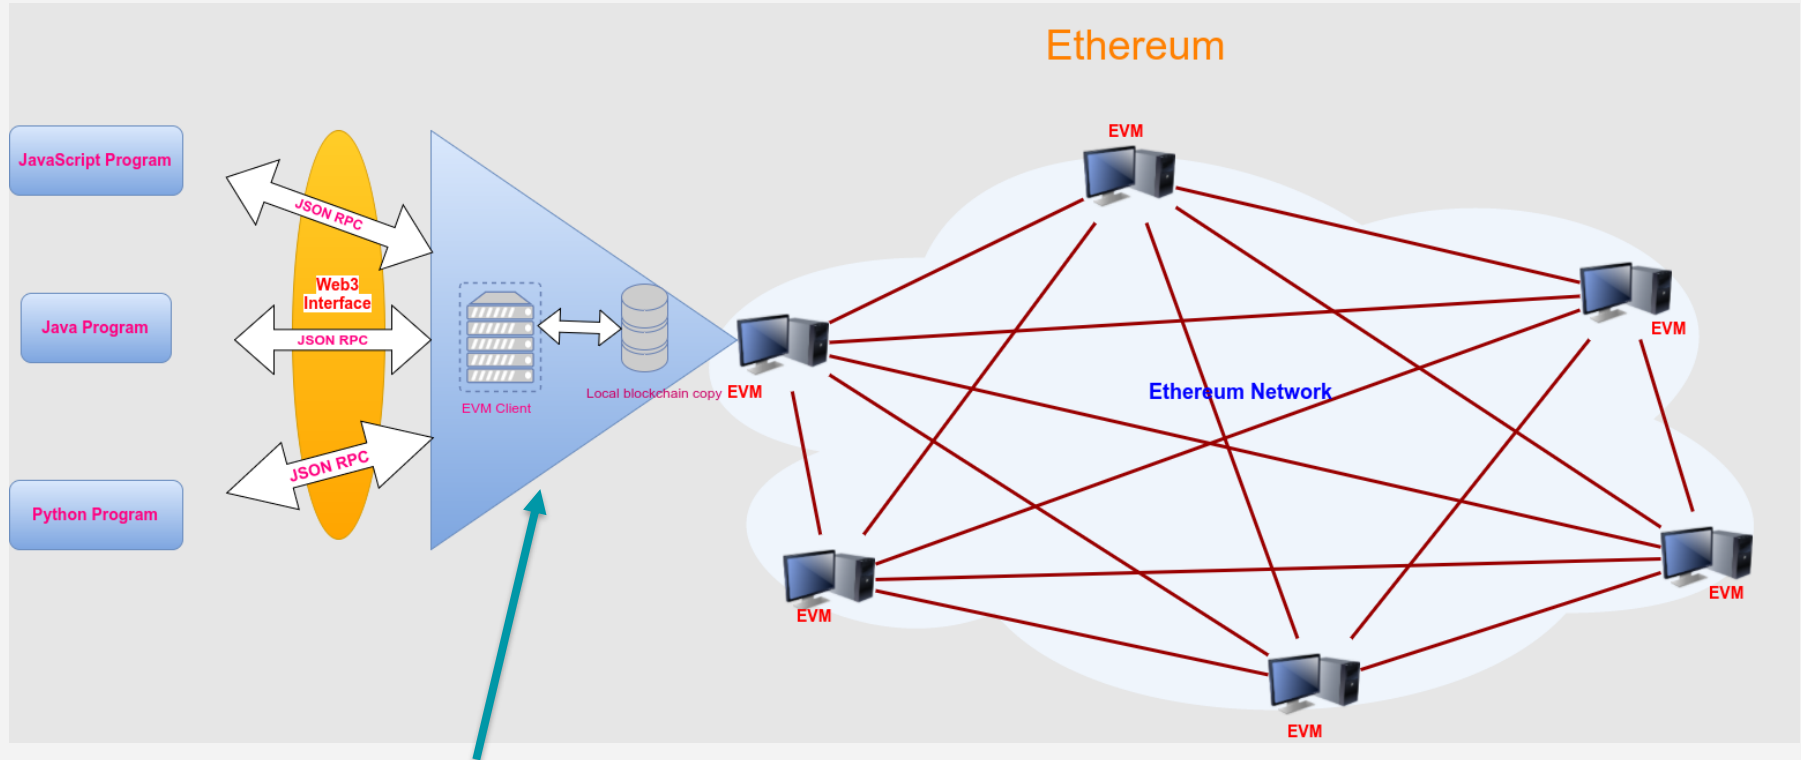 Ethereum
EVM
JavaScript Program
JSON RPC
Web3
Interface
EVM
Java Program
JSON RPC
Ethereum Network
Local blockchain copy
EVM
EVM Client
JSON RPC
Python Program
EVM
EVM
EVM